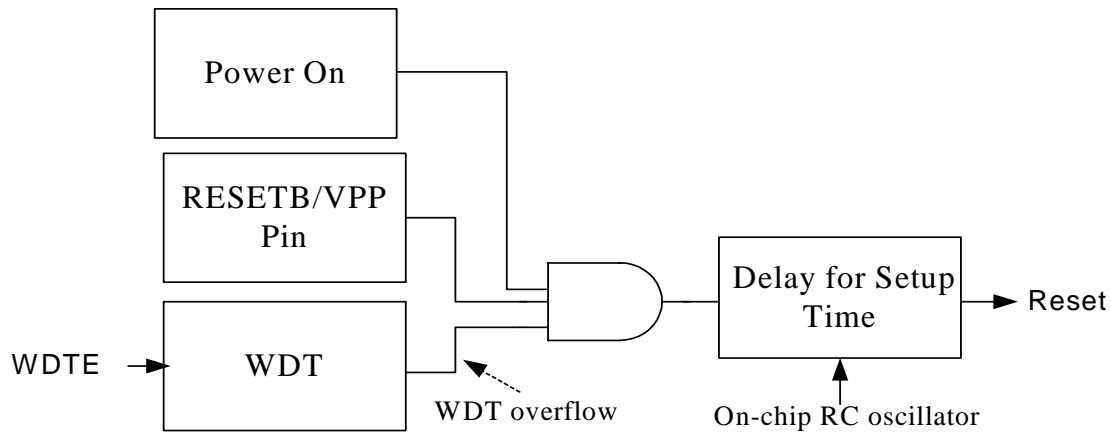 Power On
RESETB/VPP
Pin
WDTE
WDT
WDT overflow
Delay for Setup
Time
On-chip RC oscillator
Reset